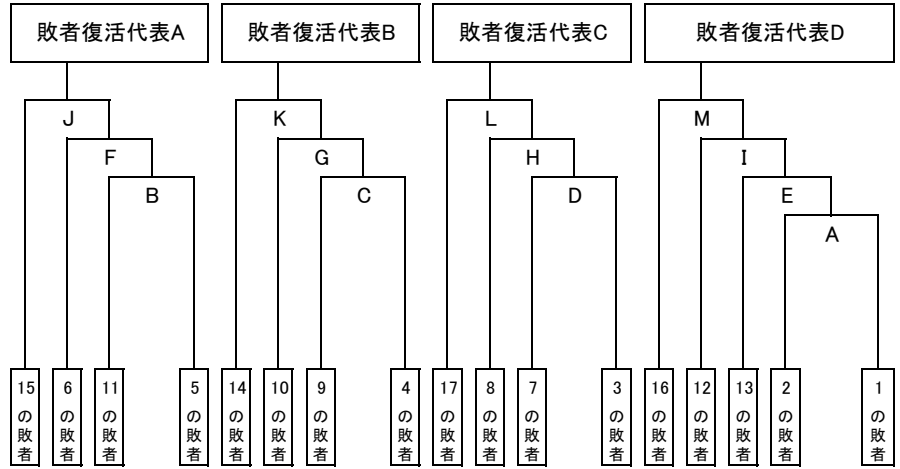 敗者復活代表A
敗者復活代表B
敗者復活代表C
敗者復活代表D
J
K
L
M
F
G
H
I
B
C
D
E
A
15の敗者
6の敗者
11の敗者
5の敗者
14の敗者
10の敗者
9の敗者
4の敗者
17の敗者
8の敗者
7の敗者
3の敗者
16の敗者
12の敗者
13の敗者
2の敗者
1の敗者